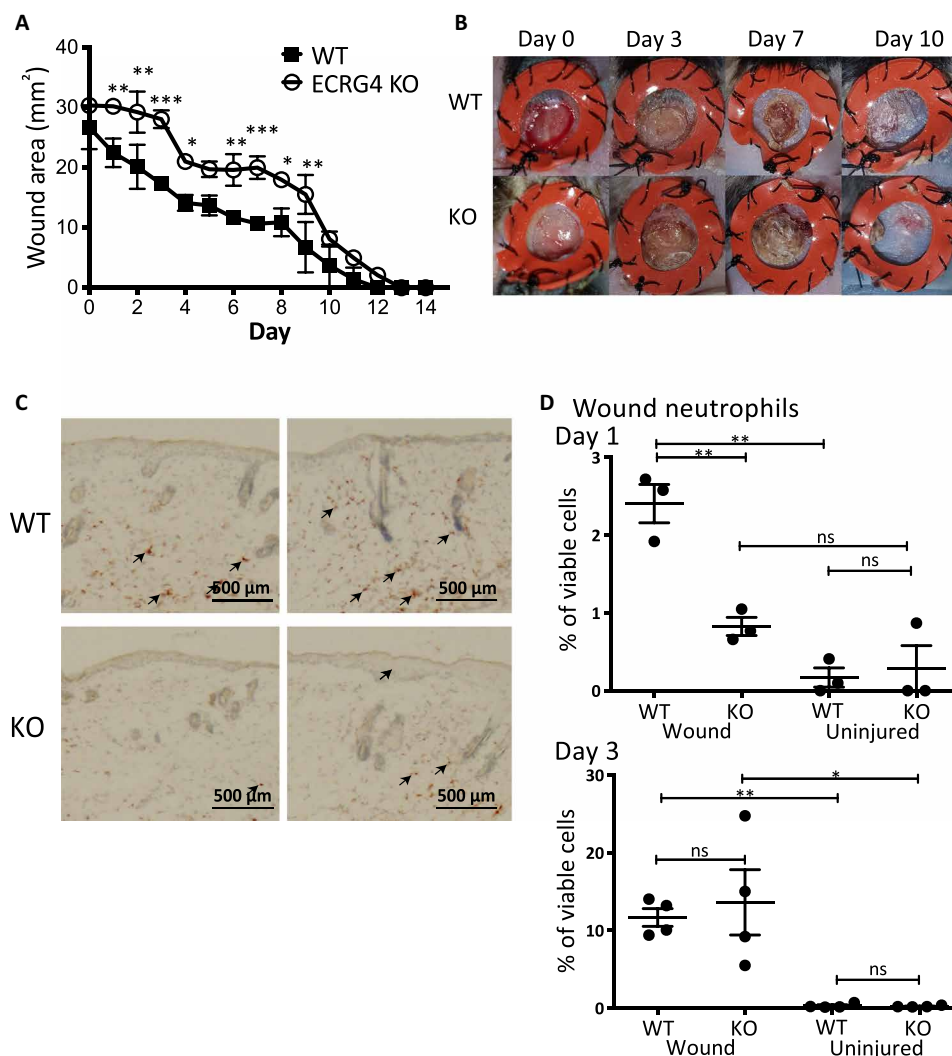 A
40
30
20
10
0
Wound area (mm²)
WT
ECRG4 KO
**
**
***
*
**
***
*
**
0 2 4 6 8 10 12 14
Day
B
Day 0 Day 3 Day 7 Day 10
WT
KO
C
WT
500 µm
500 µm
KO
500 µm
500 µm
D
Wound neutrophils
Day 1
3
2
1
0
% of viable cells
**
**
ns
ns
WT KO WT KO
Wound Uninjured
Day 3
30
20
10
0
% of viable cells
*
**
ns
ns
WT KO WT KO
Wound Uninjured